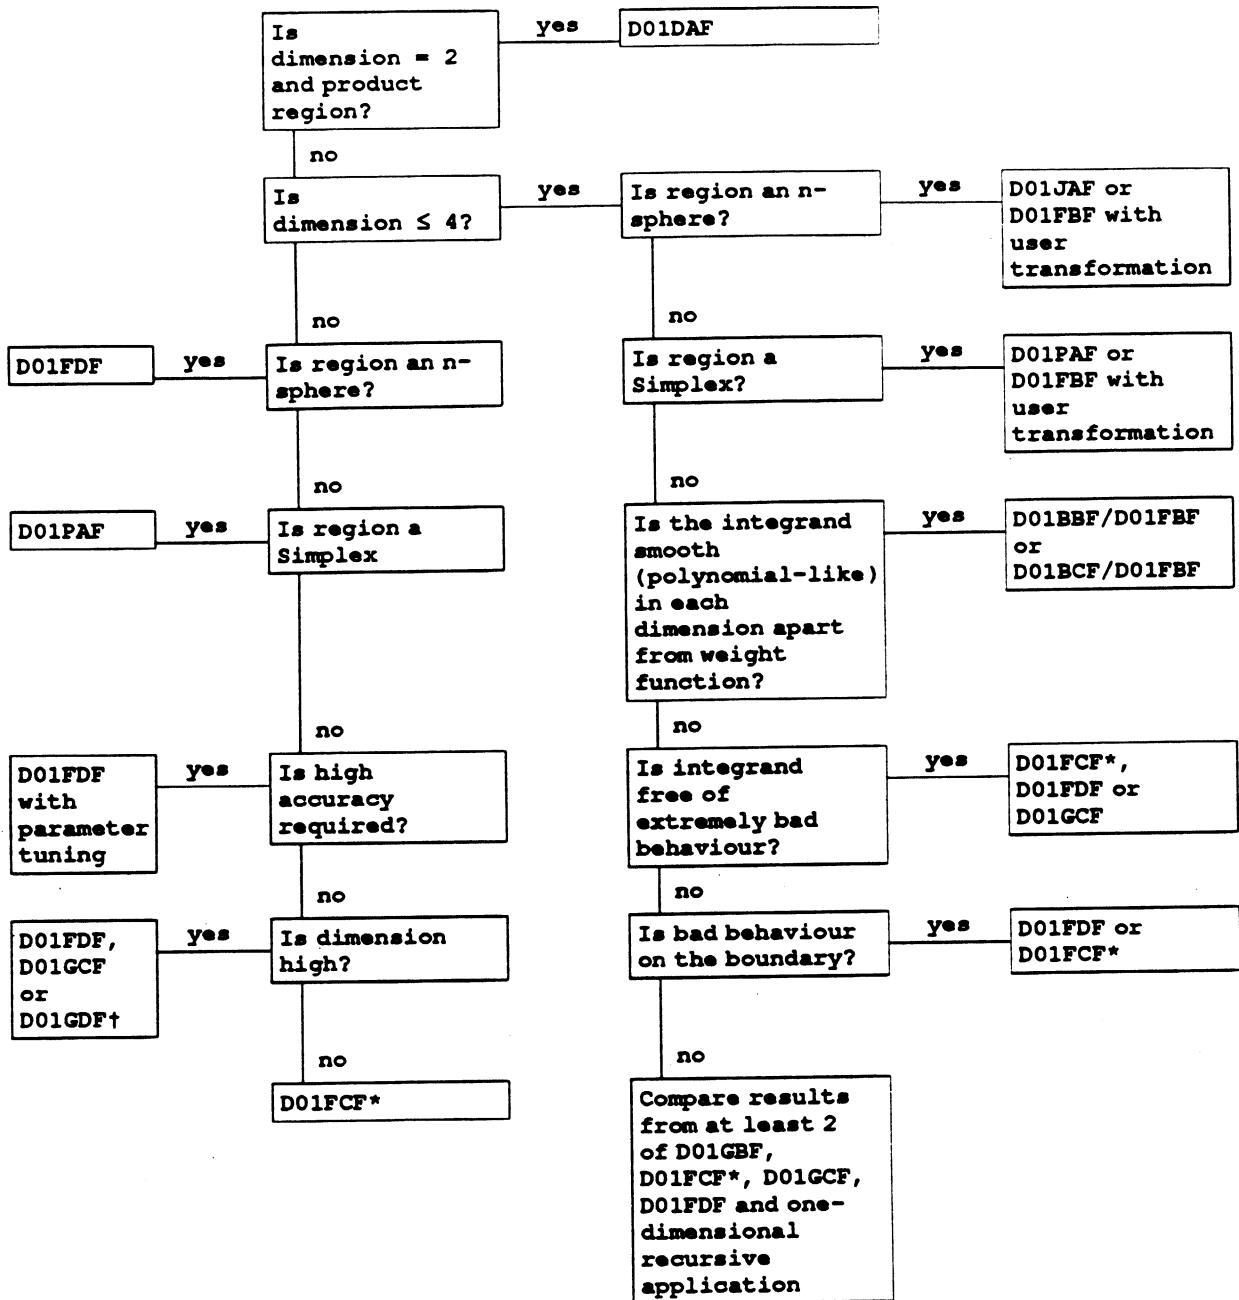 Is
dimension = 2
and product
region?
yes
D01DAF
no
Is
dimension ≤ 4?
yes
Is region an n-
sphere?
yes
D01JAF or
D01FBF with
user
transformation
no
no
D01FDF
yes
Is region an n-
sphere?
Is region a
Simplex?
yes
D01PAF or
D01FBF with
user
transformation
no
no
D01PAF
yes
Is region a
Simplex
Is the integrand
smooth
(polynomial-like)
in each
dimension apart
from weight
function?
yes
D01BBF/D01FBF
or
D01BCF/D01FBF
no
no
D01FDF
with
parameter
tuning
yes
Is high
accuracy
required?
Is integrand
free of
extremely bad
behaviour?
yes
D01FCF*,
D01FDF or
D01GCF
no
no
D01FDF,
D01GCF
or
D01GDF†
yes
Is dimension
high?
Is bad behaviour
on the boundary?
yes
D01FDF or
D01FCF*
no
no
D01FCF*
Compare results
from at least 2
of D01GBF,
D01FCF*, D01GCF,
D01FDF and one-
dimensional
recursive
application